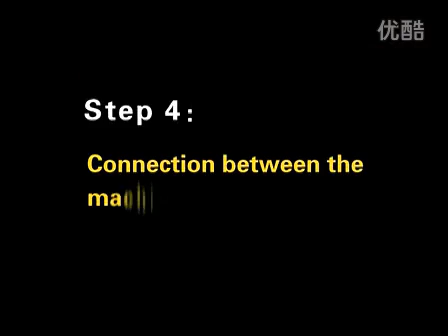 优酷
Step 4:
Connection between the